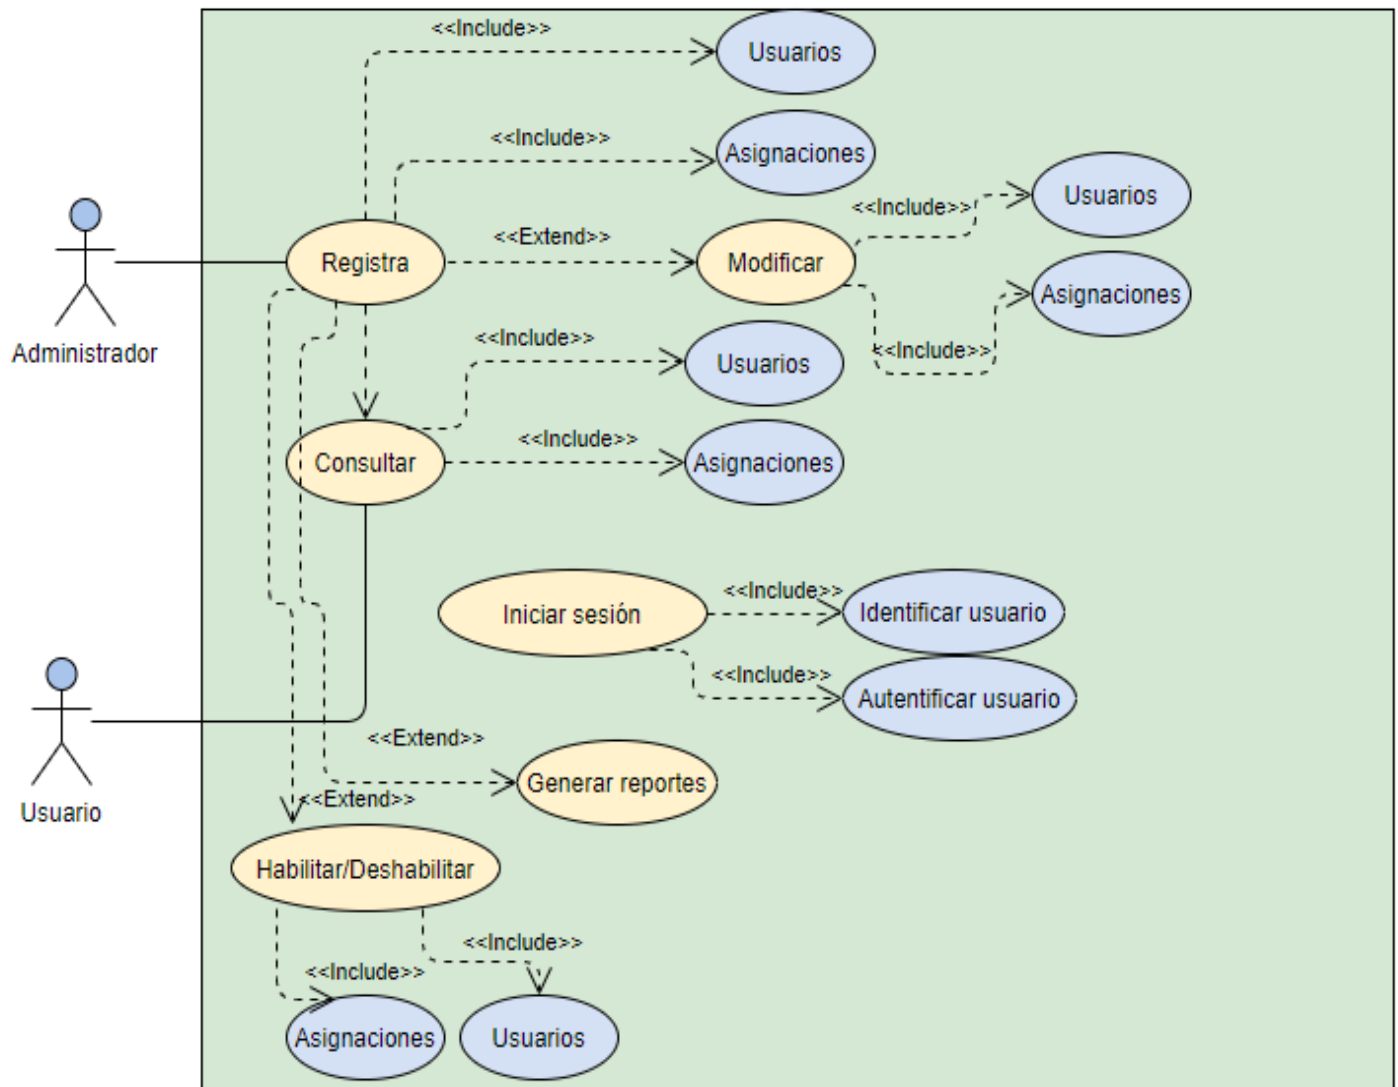 <<Include>>
Usuarios
<<Include>>
Asignaciones
Usuarios
<<Include>>
<<Extend>>
Registra
Modificar
Asignaciones
Administrador
<<Include>>
<<Include>>
Usuarios
<<Include>>
Consultar
Asignaciones
<<Include>>
Iniciar sesión
Identificar usuario
<<Include>>
Autentificar usuario
<<Extend>>
Generar reportes
<<Extend>>
Usuario
Habilitar/Deshabilitar
<<Include>>
<<Include>>
Asignaciones
Usuarios